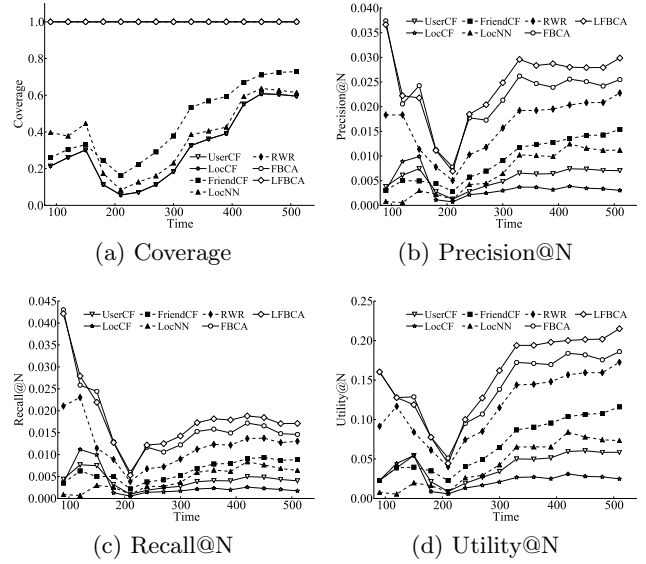 1.0
0.8
0.6
0.4
0.2
0.0
Coverage
UserCF
LocCF
FriendCF
LocNN
RWR
FBCA
LFBCA
100 200 300 400 500
Time
(a) Coverage
0.040
0.035
0.030
0.025
0.020
0.015
0.010
0.005
0.000
Precision@N
UserCF FriendCF RWR LFBCA
LocCF LocNN FBCA
100 200 300 400 500
Time
(b) Precision@N
0.045
0.040
0.035
0.030
0.025
0.020
0.015
0.010
0.005
0.000
Recall@N
UserCF FriendCF RWR LFBCA
LocCF LocNN FBCA
100 200 300 400 500
Time
(c) Recall@N
0.25
0.20
0.15
0.10
0.05
0.00
Utility@N
UserCF FriendCF RWR LFBCA
LocCF LocNN FBCA
100 200 300 400 500
Time
(d) Utility@N